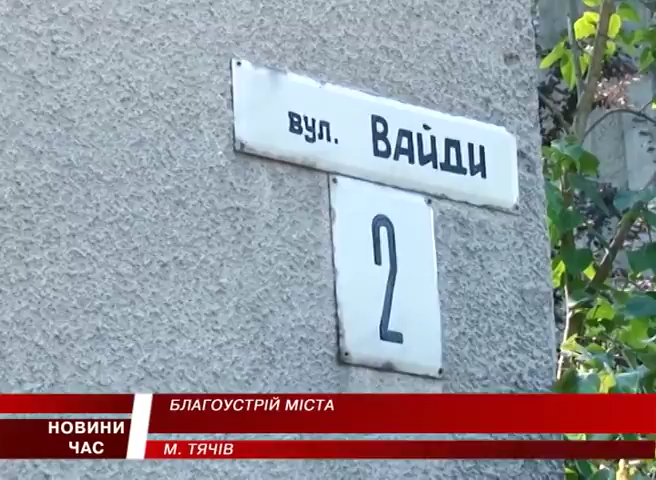 вул. Вайди
2
БЛАГОУСТРІЙ МІСТА
НОВИНИ
ЧАС
М. ТЯЧІВ